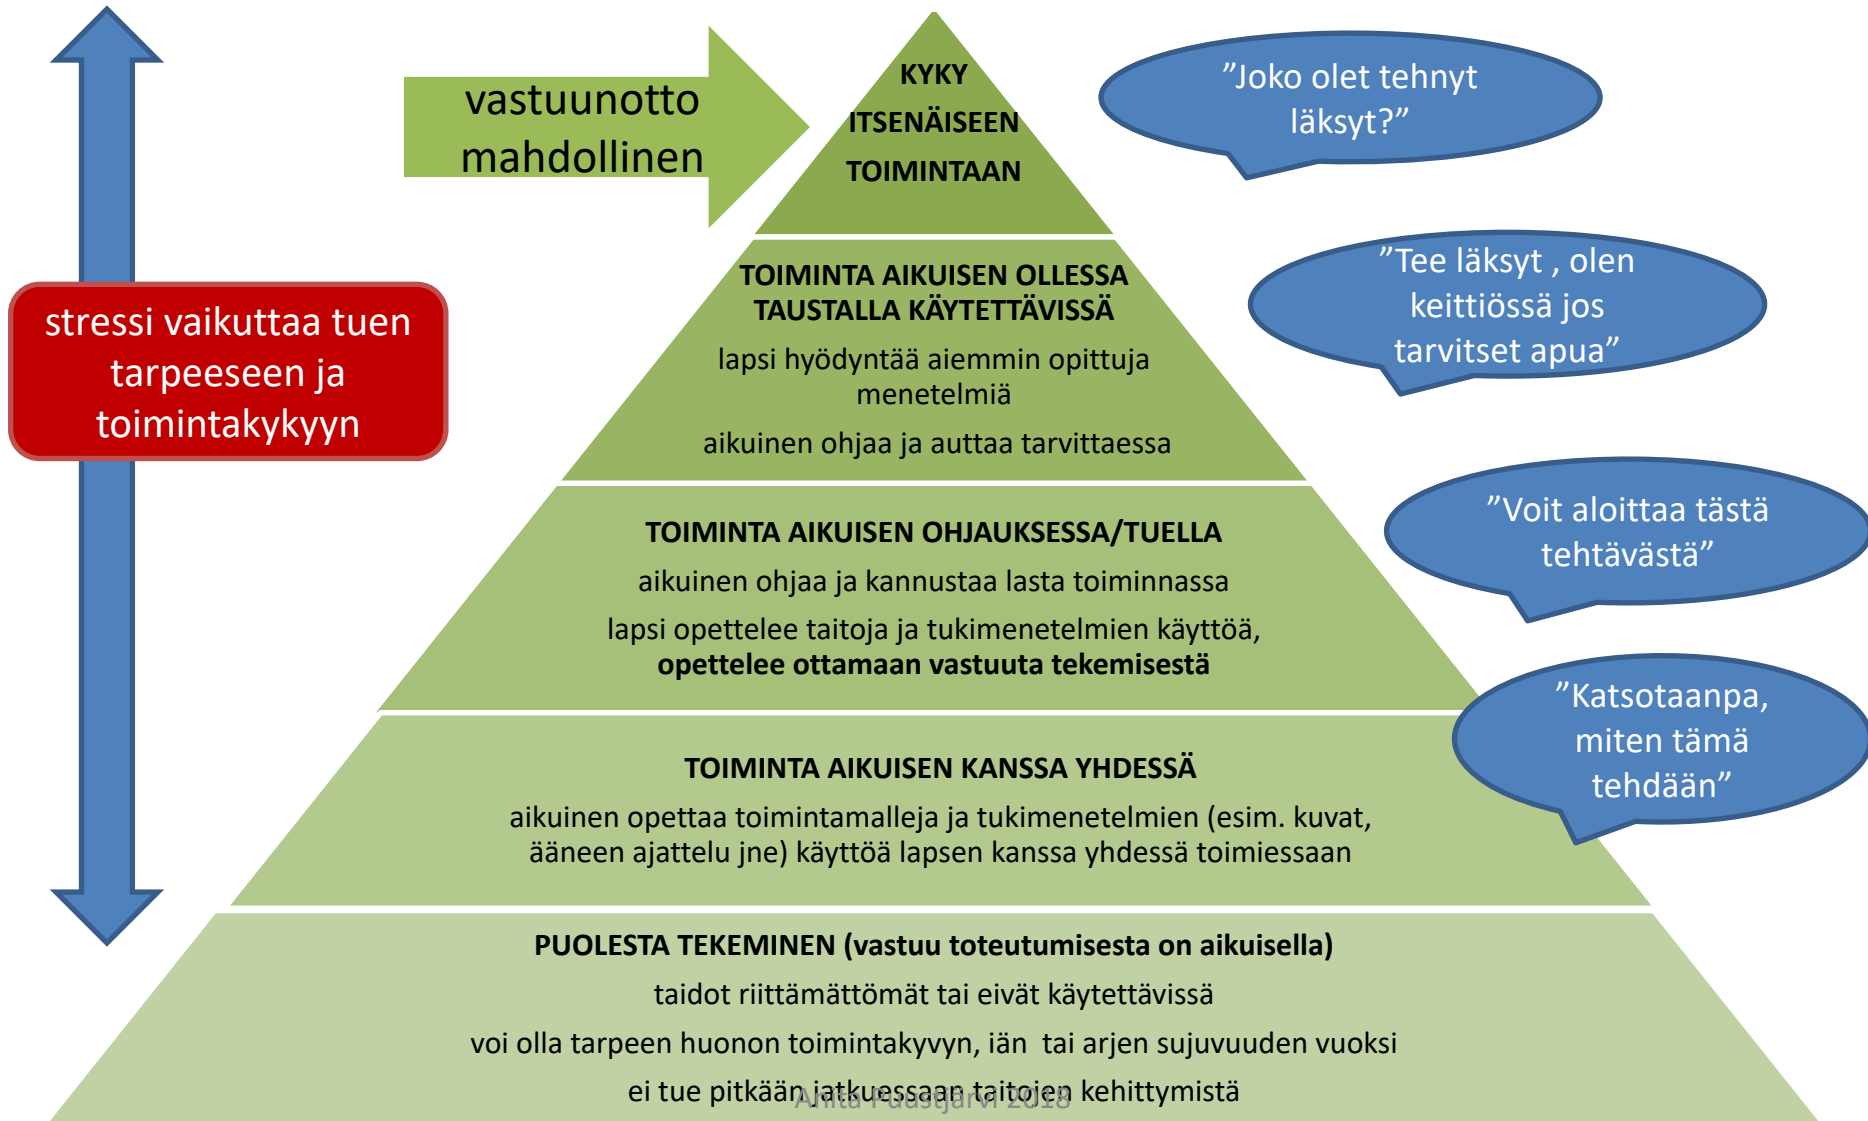 vastuunotto
mahdollinen
stressi vaikuttaa tuen
tarpeeseen ja
toimintakykyyn
KYKY
ITSENÄISEEN
TOIMINTAAN
”Joko olet tehnyt
läksyt?”
TOIMINTA AIKUISEN OLLESSA
TAUSTALLA KÄYTETTÄVISSÄ
lapsi hyödyntää aiemmin opittuja
menetelmiä
aikuinen ohjaa ja auttaa tarvittaessa
”Tee läksyt , olen
keittiössä jos
tarvitset apua”
TOIMINTA AIKUISEN OHJAUKSESSA/TUELLA
aikuinen ohjaa ja kannustaa lasta toiminnassa
lapsi opettelee taitoja ja tukimenetelmien käyttöä,
opettelee ottamaan vastuuta tekemisestä
”Voit aloittaa tästä
tehtävästä”
TOIMINTA AIKUISEN KANSSA YHDESSÄ
aikuinen opettaa toimintamalleja ja tukimenetelmien (esim. kuvat,
ääneen ajattelu jne) käyttöä lapsen kanssa yhdessä toimiessaan
”Katsotaanpa,
miten tämä
tehdään”
PUOLESTA TEKEMINEN (vastuu toteutumisesta on aikuisella)
taidot riittämättömät tai eivät käytettävissä
voi olla tarpeen huonon toimintakyvyn, iän tai arjen sujuvuuden vuoksi
ei tue pitkään jatkuessaan taitojen kehittymistä
Anita Puustjärvi 2018